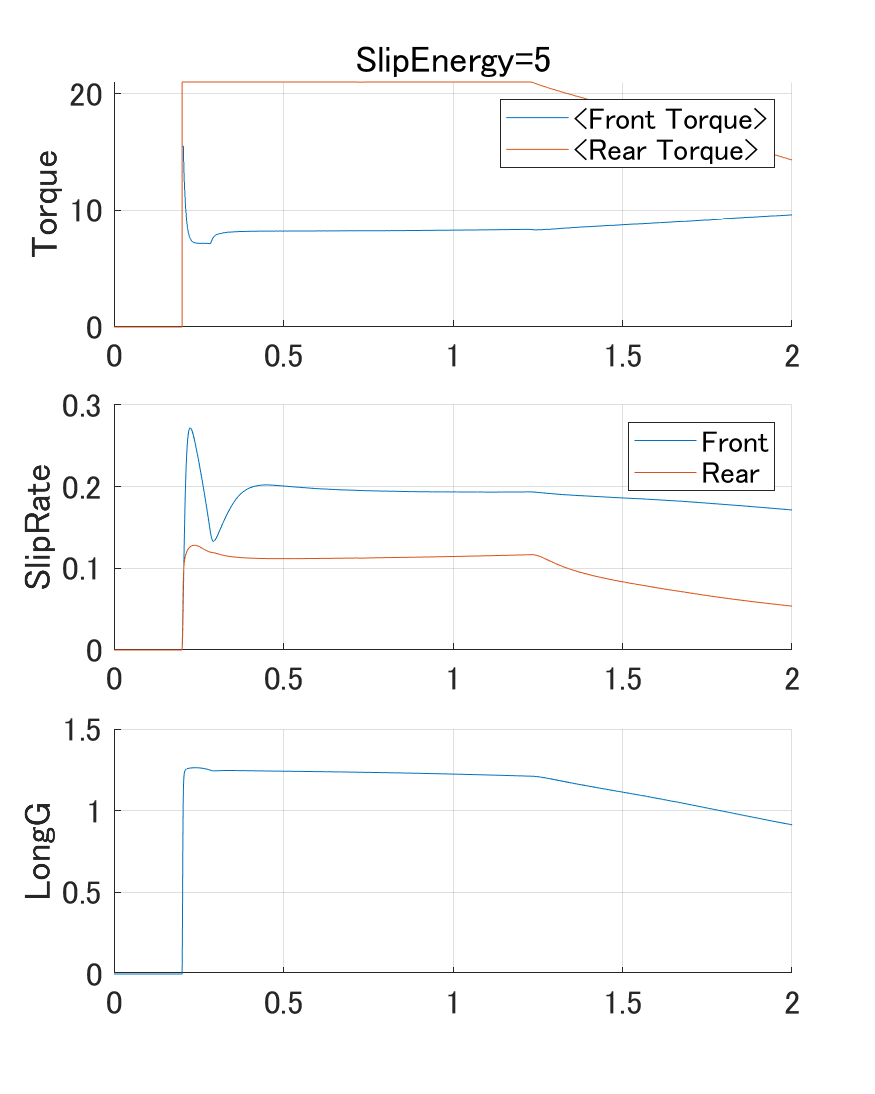 SlipEnergy=5
Torque
20
10
0
<Front Torque>
<Rear Torque>
0 0.5 1 1.5 2
SlipRate
0.3
0.2
0.1
0
Front
Rear
0 0.5 1 1.5 2
LongG
1.5
1
0.5
0
0 0.5 1 1.5 2